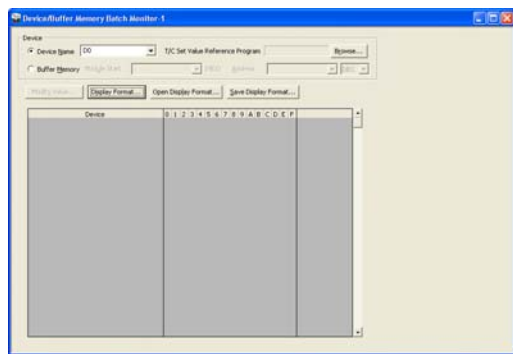 Device/Buffer Memory Batch Monitor-1
Device
Device Name D0 T/C Set Value Reference Program Browse...
Buffer Memory Module Start (HEX) Address DEC
Modify Value... Display Format... Open Display Format... Save Display Format...
Device 0 1 2 3 4 5 6 7 8 9 A B C D E F